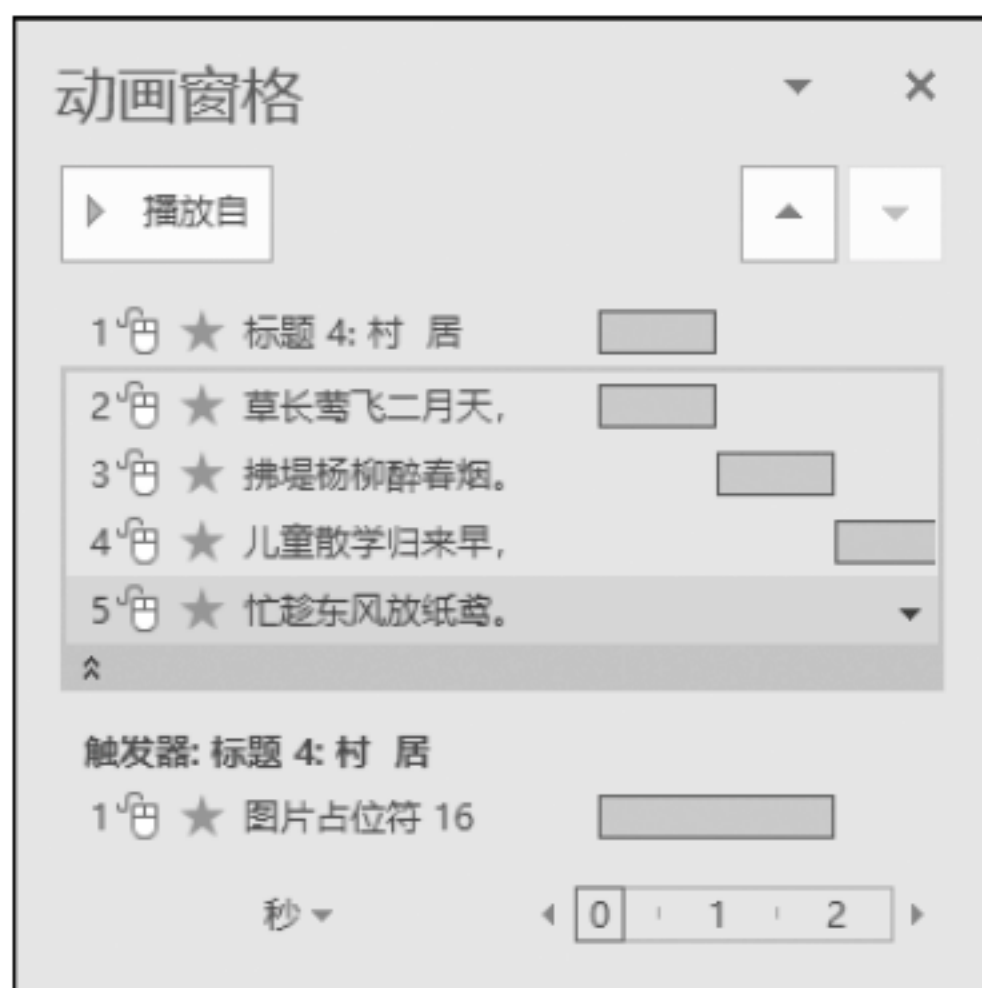 动画窗格
播放自
1 标题 4: 村 居
2 草长莺飞二月天，
3 拂堤杨柳醉春烟。
4 儿童散学归来早，
5 忙趁东风放纸鸢。
触发器: 标题 4: 村 居
1 图片占位符 16
秒 0 1 2